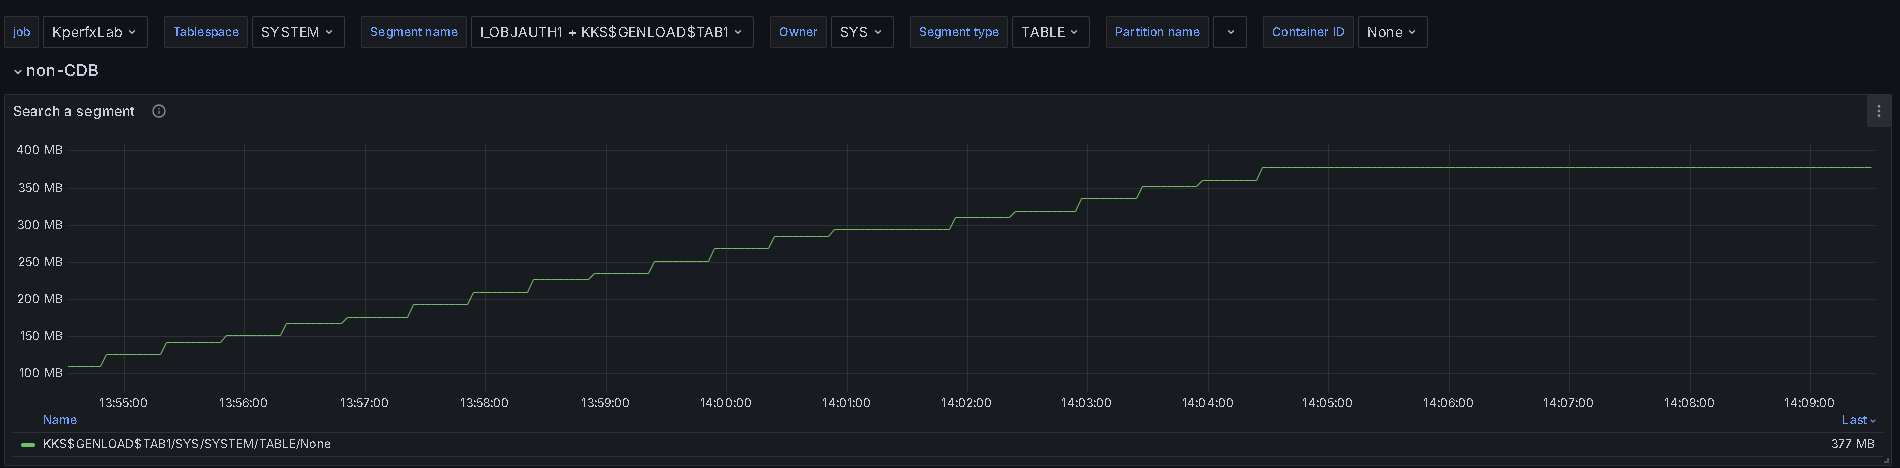 job KperfxLab Tablespace SYSTEM Segment name I_OBJAUTH1 + KKS$GENLOAD$TAB1 Owner SYS Segment type TABLE Partition name Container ID None
non-CDB
Search a segment
400 MB
350 MB
300 MB
250 MB
200 MB
150 MB
100 MB
13:55:00 13:56:00 13:57:00 13:58:00 13:59:00 14:00:00 14:01:00 14:02:00 14:03:00 14:04:00 14:05:00 14:06:00 14:07:00 14:08:00 14:09:00
Name Last
KKS$GENLOAD$TAB1/SYS/SYSTEM/TABLE/None 377 MB